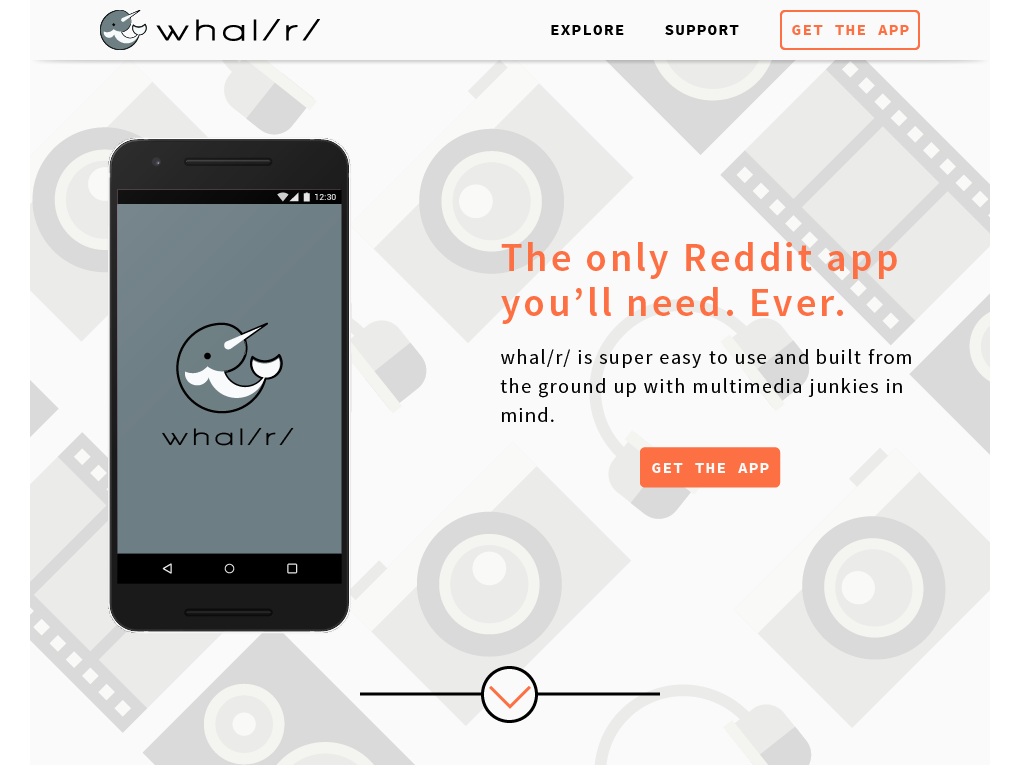 whal/r/
EXPLORE
SUPPORT
GET THE APP
12:30
whal/r/
The only Reddit app
you’ll need. Ever.
whal/r/ is super easy to use and built from
the ground up with multimedia junkies in
mind.
GET THE APP